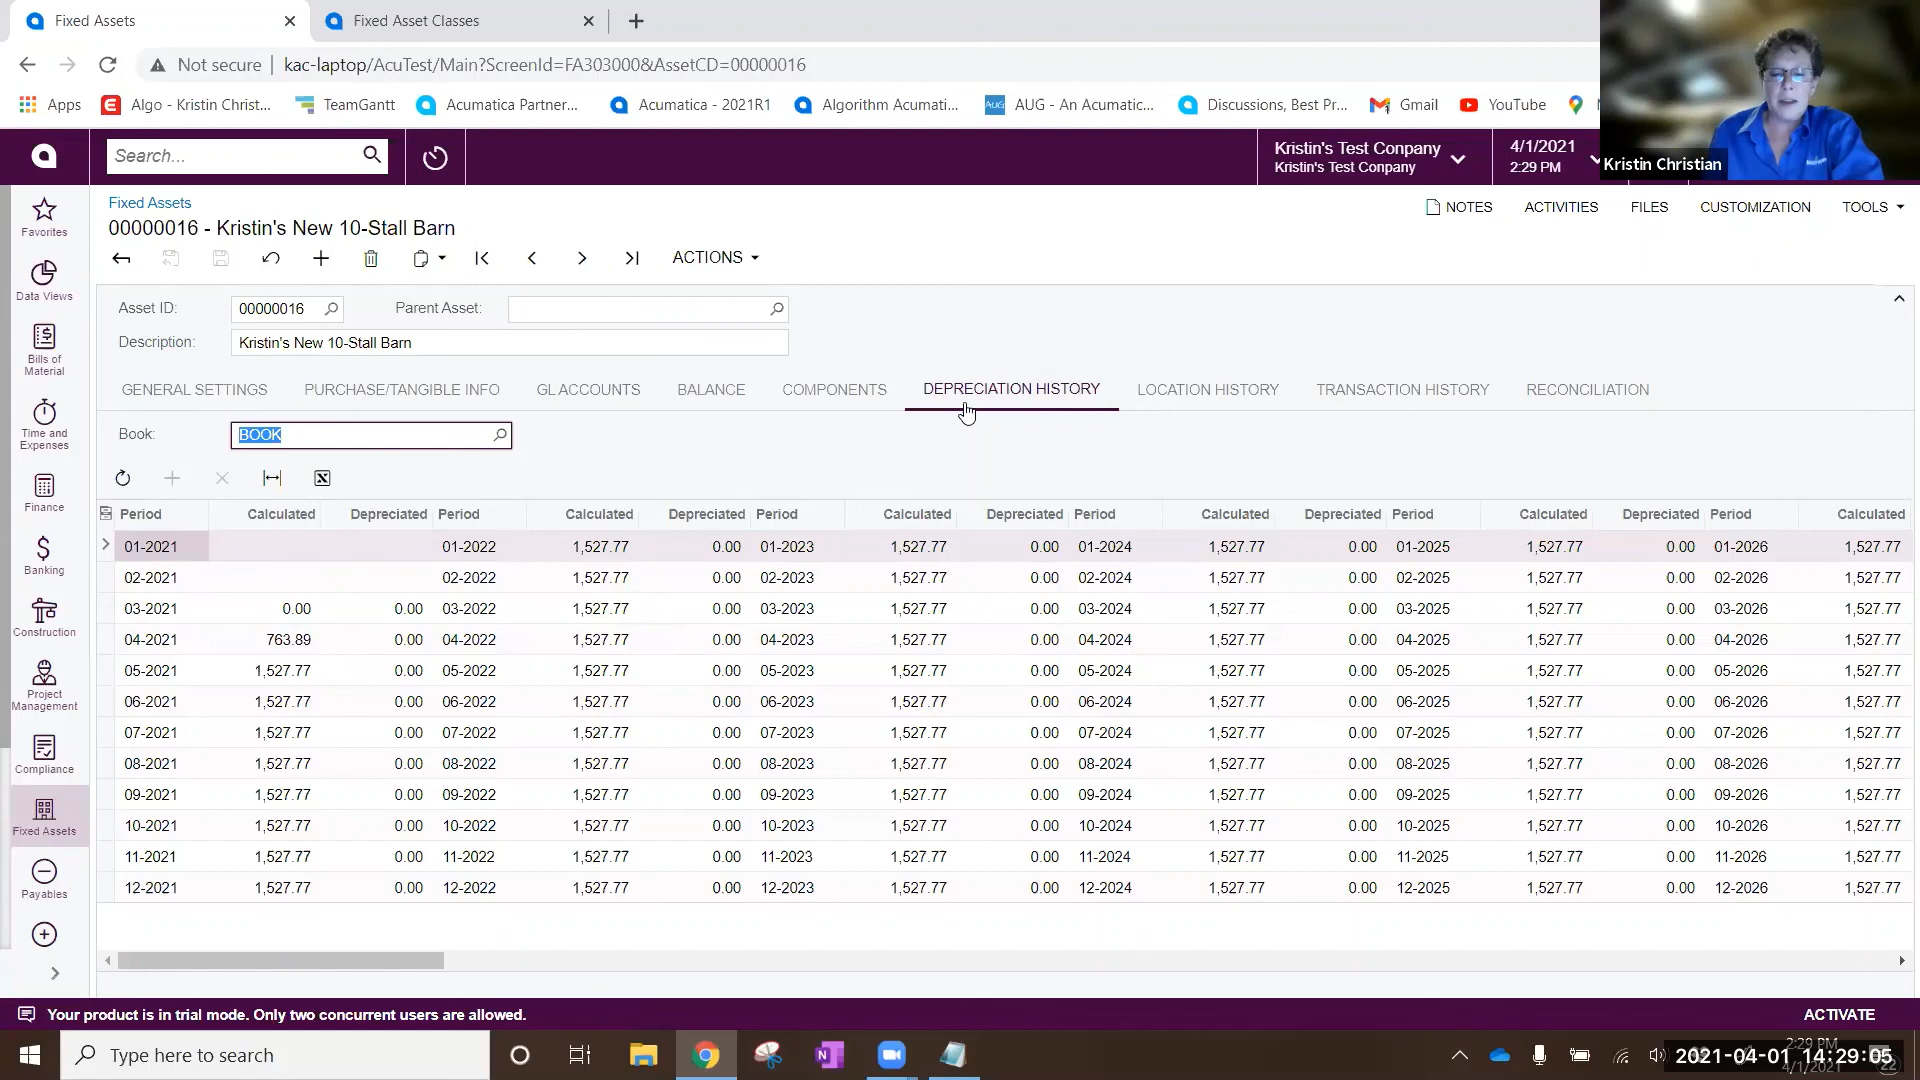 Fixed Assets
Fixed Asset Classes
Not secure
kac-laptop/AcuTest/Main?ScreenId=FA303000&AssetCD=00000016
Apps
Algo - Kristin Christ...
TeamGantt
Acumatica Partner...
Acumatica - 2021R1
Algorithm Acumati...
AUG AUG - An Acumatic...
Discussions, Best Pr...
Gmail
YouTube
Search...
Kristin's Test Conpany
Kristin's Test Company
4/1/2021
2:29 PM
Kristin Christian
Favorites
Data Views
Bills of
Material
Time and
Expenses
Finance
Banking
Construction
Project
Management
Compliance
Fixed Assets
Payables
Fixed Assets
00000016 - Kristin's New 10-Stall Barn
NOTES ACTIVITIES FILES CUSTOMIZATION TOOLS
ACTIONS
Asset ID: 00000016 Parent Asset:
Description: Kristin's New 10-Stall Barn
GENERAL SETTINGS PURCHASE/TANGIBLE INFO GL ACCOUNTS BALANCE COMPONENTS DEPRECIATION HISTORY LOCATION HISTORY TRANSACTION HISTORY RECONCILIATION
Book: BOOK
Period Calculated Depreciated Period Calculated Depreciated Period Calculated Depreciated Period Calculated Depreciated Period Calculated Depreciated Period Calculated
01-2021 01-2022 1,527.77 0.00 01-2023 1,527.77 0.00 01-2024 1,527.77 0.00 01-2025 1,527.77 0.00 01-2026 1,527.77
02-2021 02-2022 1,527.77 0.00 02-2023 1,527.77 0.00 02-2024 1,527.77 0.00 02-2025 1,527.77 0.00 02-2026 1,527.77
03-2021 0.00 0.00 03-2022 1,527.77 0.00 03-2023 1,527.77 0.00 03-2024 1,527.77 0.00 03-2025 1,527.77 0.00 03-2026 1,527.77
04-2021 763.89 0.00 04-2022 1,527.77 0.00 04-2023 1,527.77 0.00 04-2024 1,527.77 0.00 04-2025 1,527.77 0.00 04-2026 1,527.77
05-2021 1,527.77 0.00 05-2022 1,527.77 0.00 05-2023 1,527.77 0.00 05-2024 1,527.77 0.00 05-2025 1,527.77 0.00 05-2026 1,527.77
06-2021 1,527.77 0.00 06-2022 1,527.77 0.00 06-2023 1,527.77 0.00 06-2024 1,527.77 0.00 06-2025 1,527.77 0.00 06-2026 1,527.77
07-2021 1,527.77 0.00 07-2022 1,527.77 0.00 07-2023 1,527.77 0.00 07-2024 1,527.77 0.00 07-2025 1,527.77 0.00 07-2026 1,527.77
08-2021 1,527.77 0.00 08-2022 1,527.77 0.00 08-2023 1,527.77 0.00 08-2024 1,527.77 0.00 08-2025 1,527.77 0.00 08-2026 1,527.77
09-2021 1,527.77 0.00 09-2022 1,527.77 0.00 09-2023 1,527.77 0.00 09-2024 1,527.77 0.00 09-2025 1,527.77 0.00 09-2026 1,527.77
10-2021 1,527.77 0.00 10-2022 1,527.77 0.00 10-2023 1,527.77 0.00 10-2024 1,527.77 0.00 10-2025 1,527.77 0.00 10-2026 1,527.77
11-2021 1,527.77 0.00 11-2022 1,527.77 0.00 11-2023 1,527.77 0.00 11-2024 1,527.77 0.00 11-2025 1,527.77 0.00 11-2026 1,527.77
12-2021 1,527.77 0.00 12-2022 1,527.77 0.00 12-2023 1,527.77 0.00 12-2024 1,527.77 0.00 12-2025 1,527.77 0.00 12-2026 1,527.77
Your product is in trial mode. Only two concurrent users are allowed.
ACTIVATE
Type here to search
2:29 PM
2021-04-01 14:29:05
4/1/2021
22